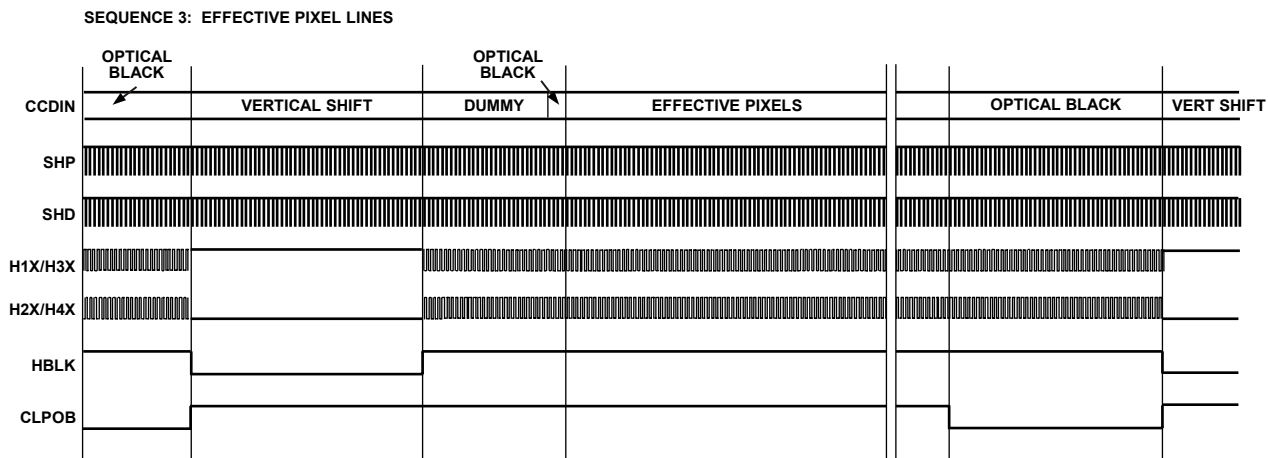 SEQUENCE 3: EFFECTIVE PIXEL LINES
OPTICAL
BLACK
OPTICAL
BLACK
CCDIN
VERTICAL SHIFT
DUMMY
EFFECTIVE PIXELS
OPTICAL BLACK
VERT SHIFT
SHP
SHD
H1X/H3X
H2X/H4X
HBLK
CLPOB